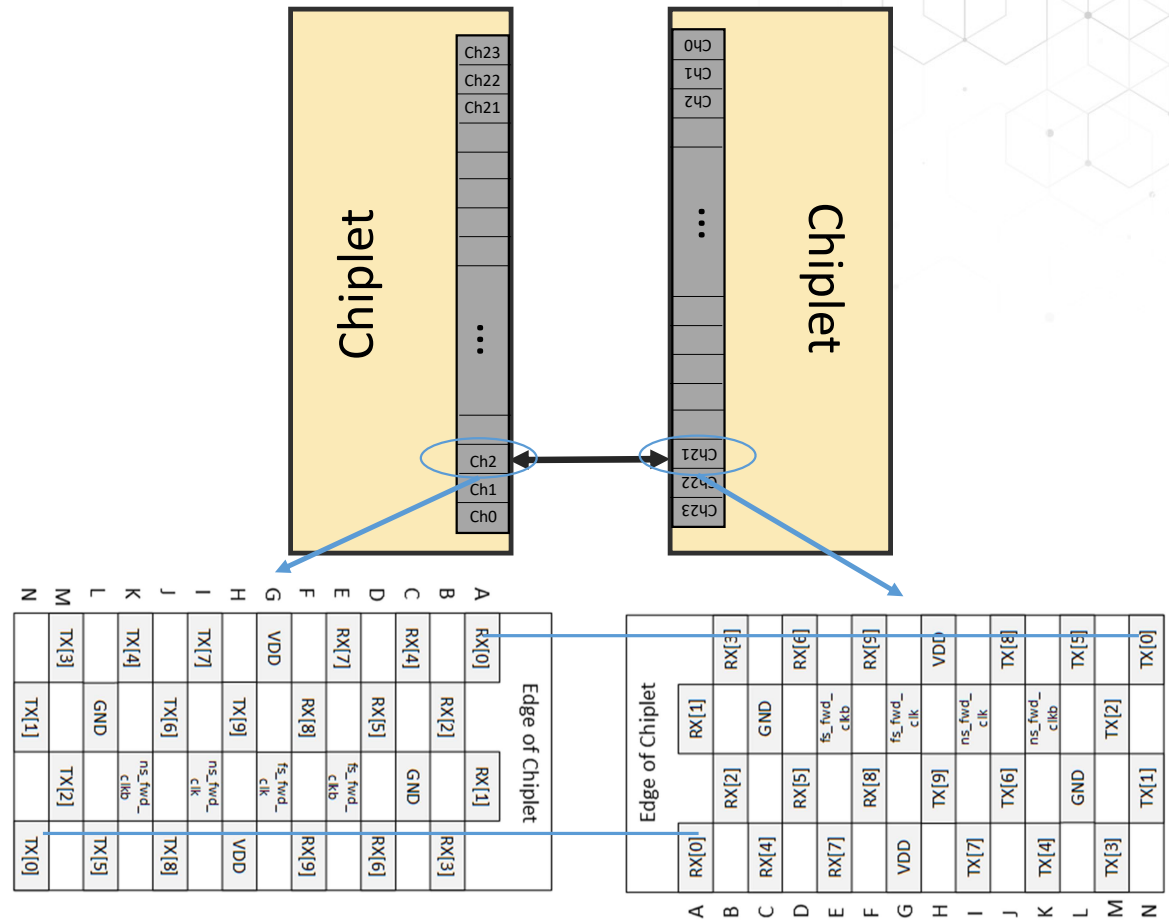 Chiplet
Ch23
Ch22
Ch21
...
Ch2
Ch1
Ch0
Chiplet
Ch0
Ch1
Ch2
...
Ch21
Ch22
Ch23
N M L K J I H G F E D C B A
TX[3] TX[4] TX[7] VDD RX[7] RX[4] RX[0]
TX[1] GND TX[6] TX[9] RX[8] RX[5] RX[2]
TX[2] ns_fwd_clkb ns_fwd_clk fs_fwd_clk fs_fwd_clkb GND RX[1]
TX[0] TX[5] TX[8] VDD RX[9] RX[6] RX[3]
Edge of Chiplet
Edge of Chiplet
RX[3] RX[6] RX[9] VDD TX[8] TX[5] TX[0]
RX[1] GND fs_fwd_clkb fs_fwd_clk ns_fwd_clk ns_fwd_clkb TX[2]
RX[2] RX[5] RX[8] TX[9] TX[6] GND TX[1]
RX[0] RX[4] RX[7] VDD TX[7] TX[4] TX[3]
A B C D E F G H I J K L M N